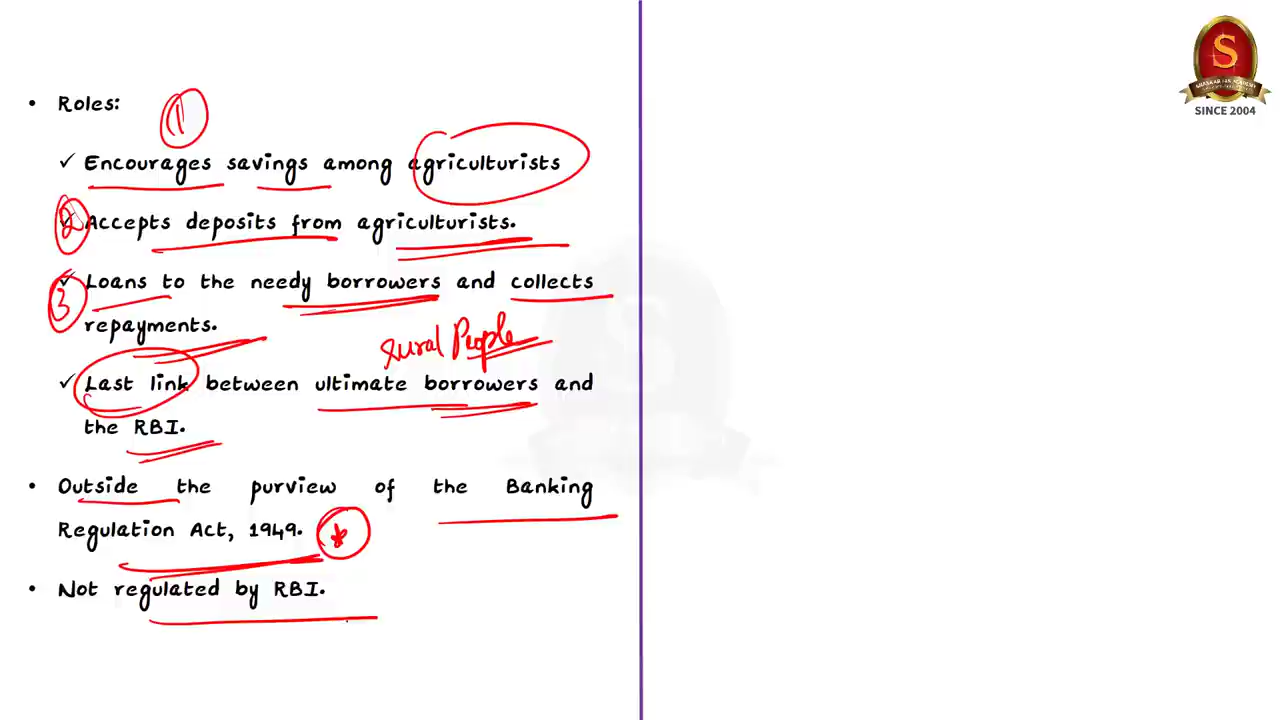 • Roles:
①
✓ Encourages savings among agriculturists
② Accepts deposits from agriculturists.
③ ✓ Loans to the needy borrowers and collects
repayments.
rural People
✓ Last link between ultimate borrowers and
the RBI.
• Outside the purview of the Banking
Regulation Act, 1949. *
• Not regulated by RBI.
S
SINCE 2004